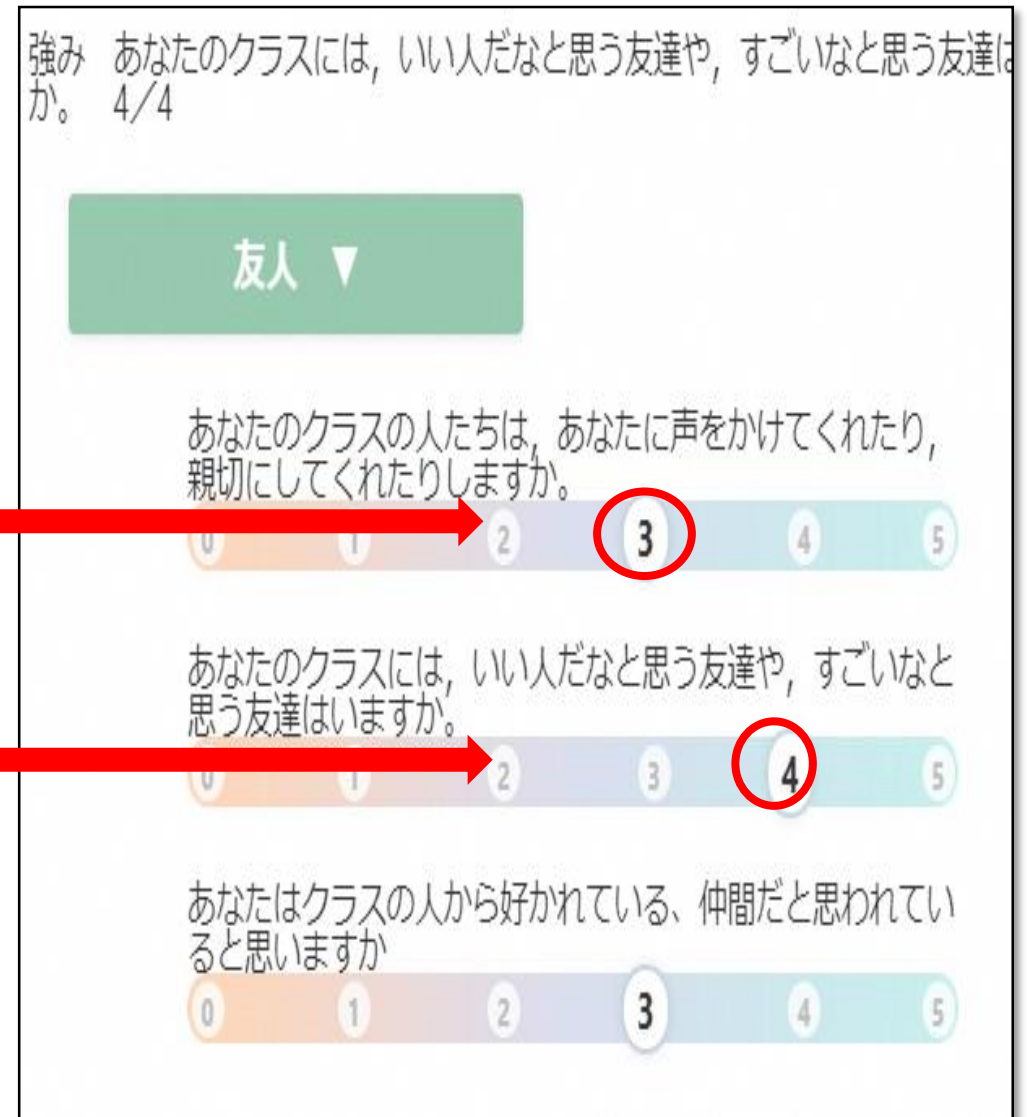 強み あなたのクラスには，いい人だなと思う友達や，すごいなと思う友達は
か。 4/4
友人 ▼
あなたのクラスの人たちは，あなたに声をかけてくれたり，
親切にしてくれたりしますか。
0 1 2 3 4 5
あなたのクラスには，いい人だなと思う友達や，すごいなと
思う友達はいますか。
0 1 2 3 4 5
あなたはクラスの人から好かれている、仲間だと思われてい
ると思いますか
0 1 2 3 4 5